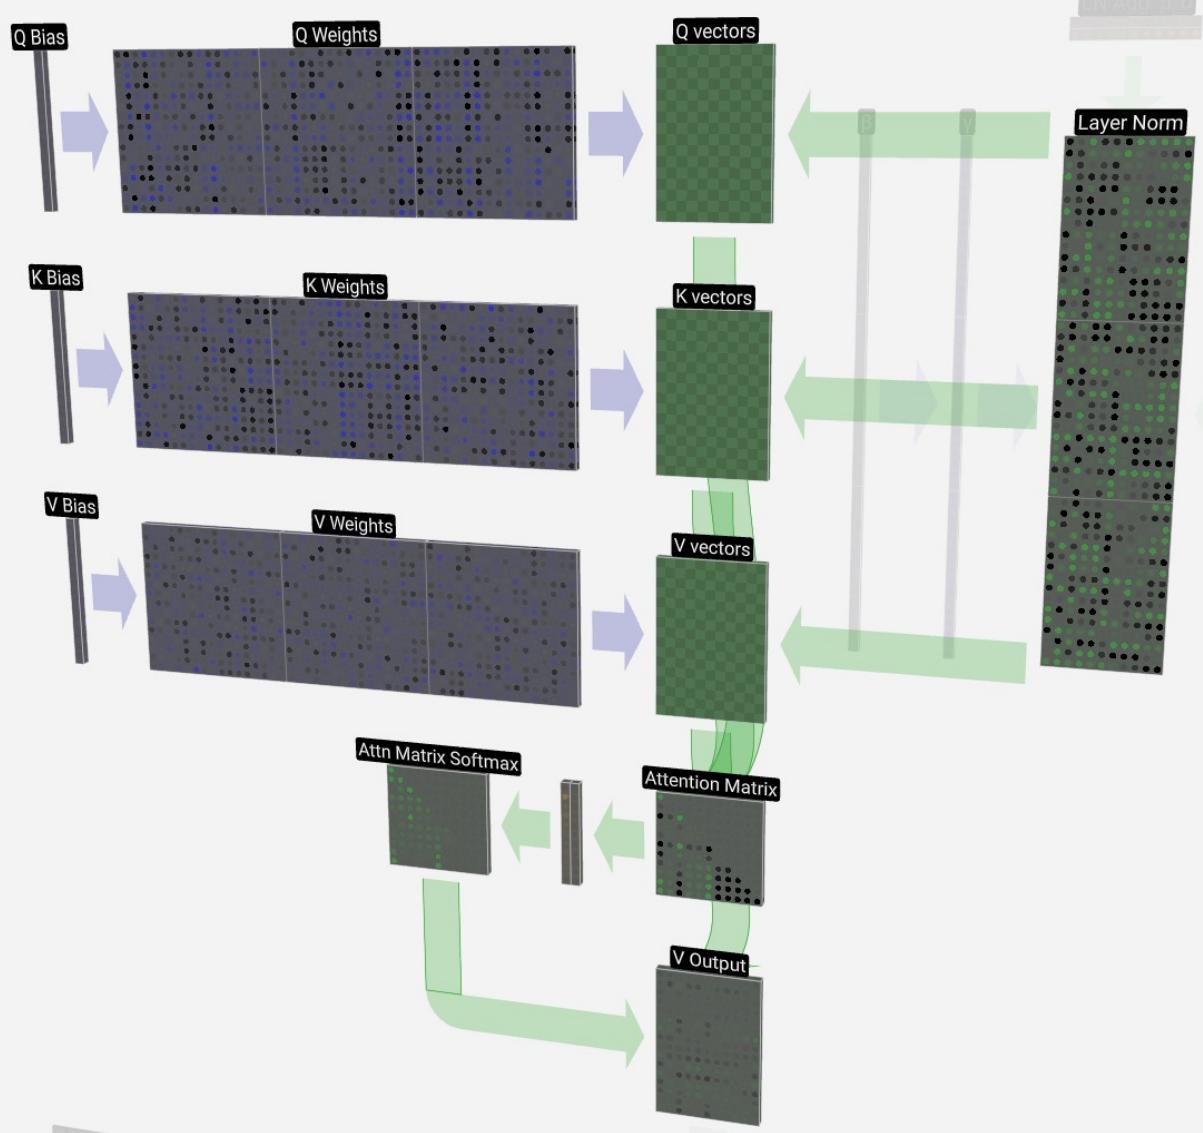 Q Bias
Q Weights
Q vectors
β
γ
Layer Norm
K Bias
K Weights
K vectors
V Bias
V Weights
V vectors
Attn Matrix Softmax
Attention Matrix
V Output